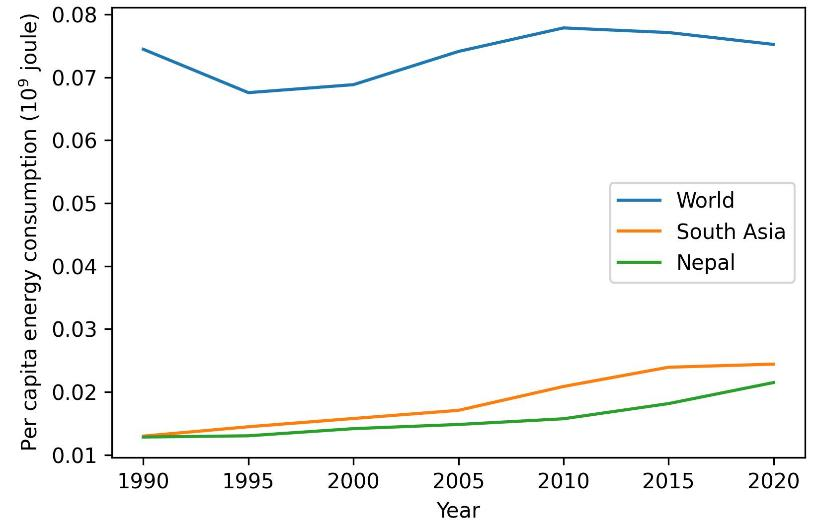 0.08
0.07
0.06
0.05
0.04
0.03
0.02
0.01
Per capita energy consumption (10⁹ joule)
World
South Asia
Nepal
1990 1995 2000 2005 2010 2015 2020
Year